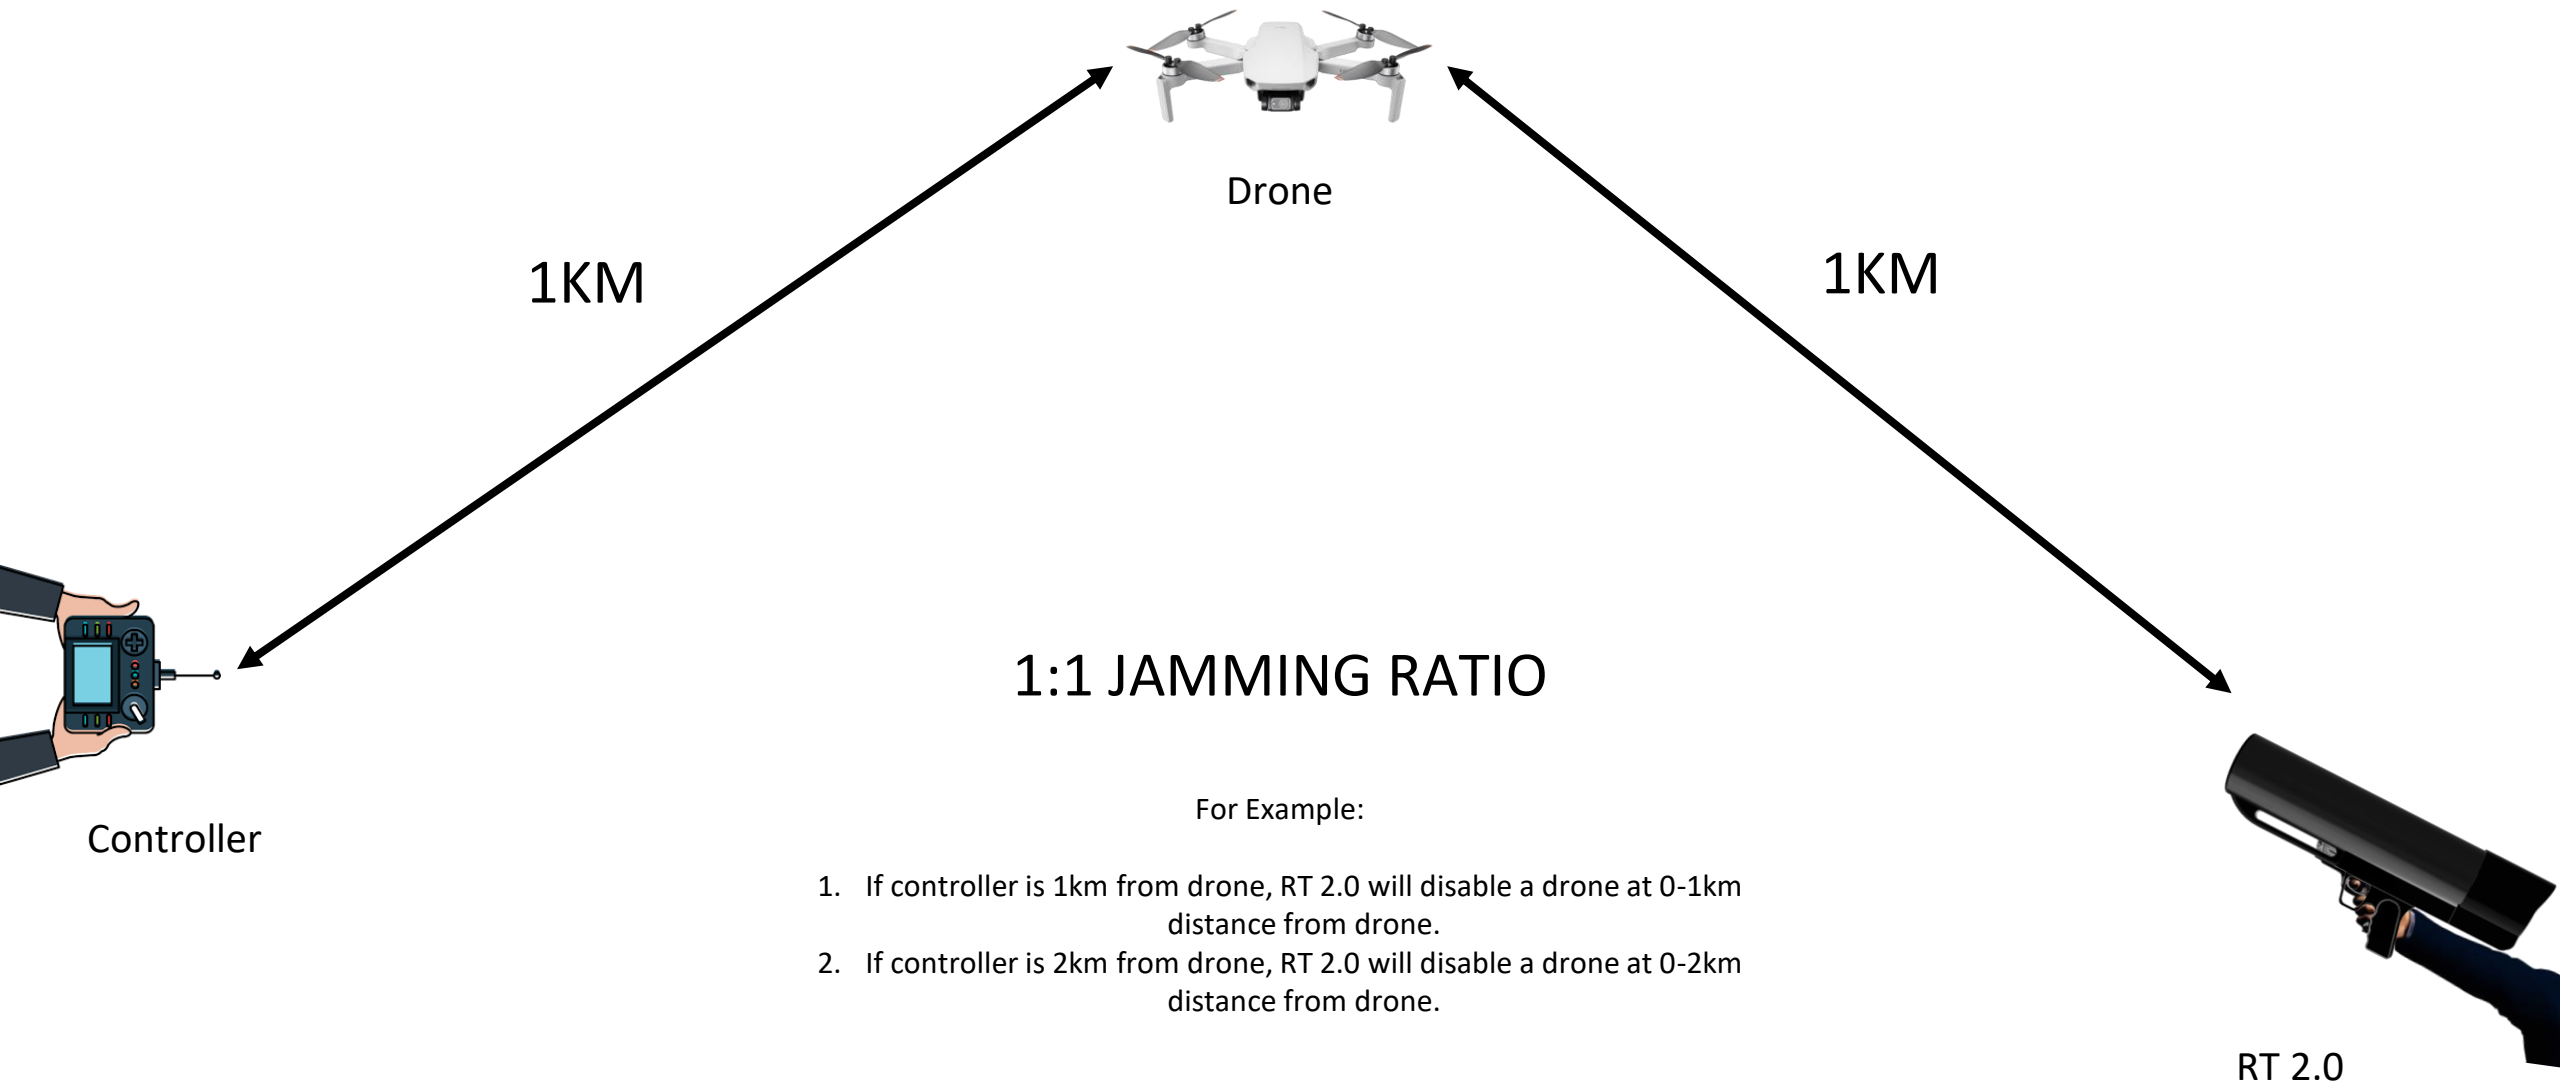 Drone
1KM
1KM
1:1 JAMMING RATIO
For Example:
Controller
1. If controller is 1km from drone, RT 2.0 will disable a drone at 0-1km
distance from drone.
2. If controller is 2km from drone, RT 2.0 will disable a drone at 0-2km
distance from drone.
RT 2.0